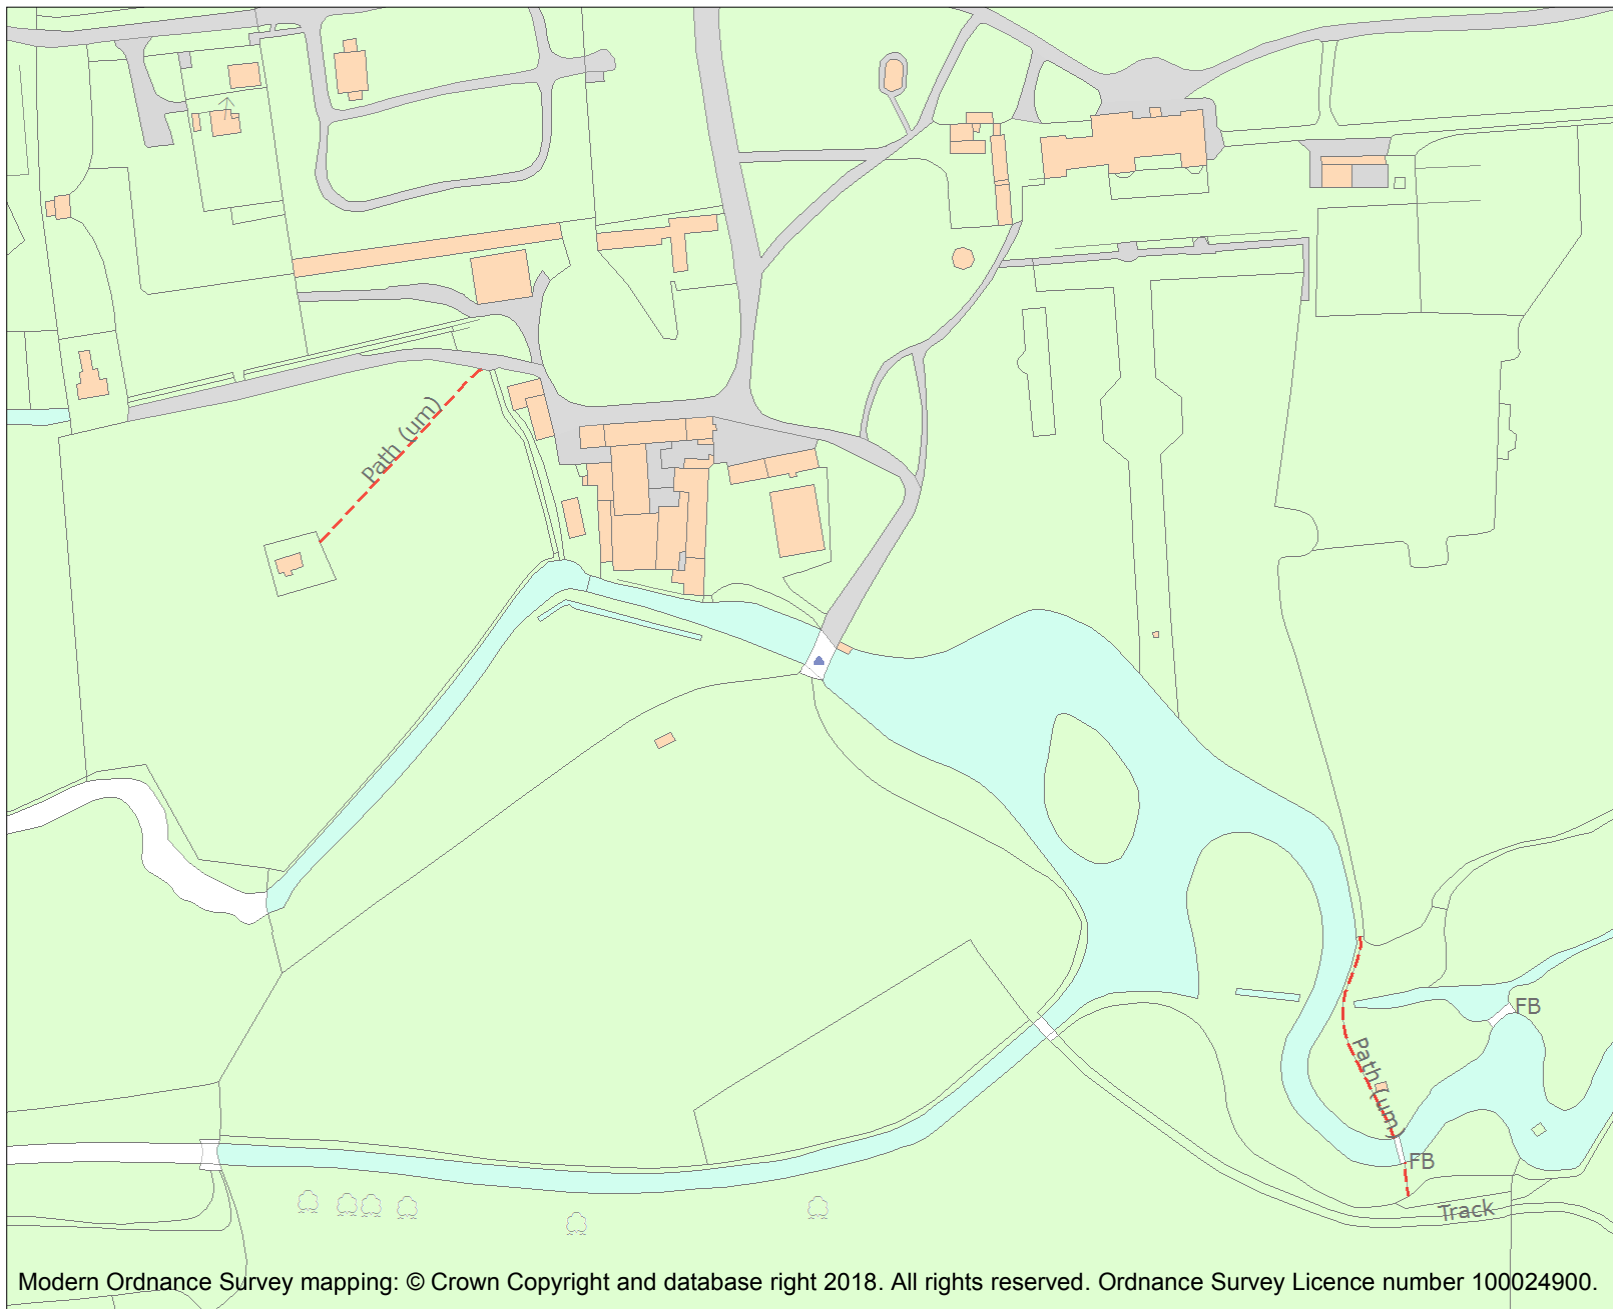 Path (um)
FB
Path (um)
FB
Track
Modern Ordnance Survey mapping: © Crown Copyright and database right 2018. All rights reserved. Ordnance Survey Licence number 100024900.